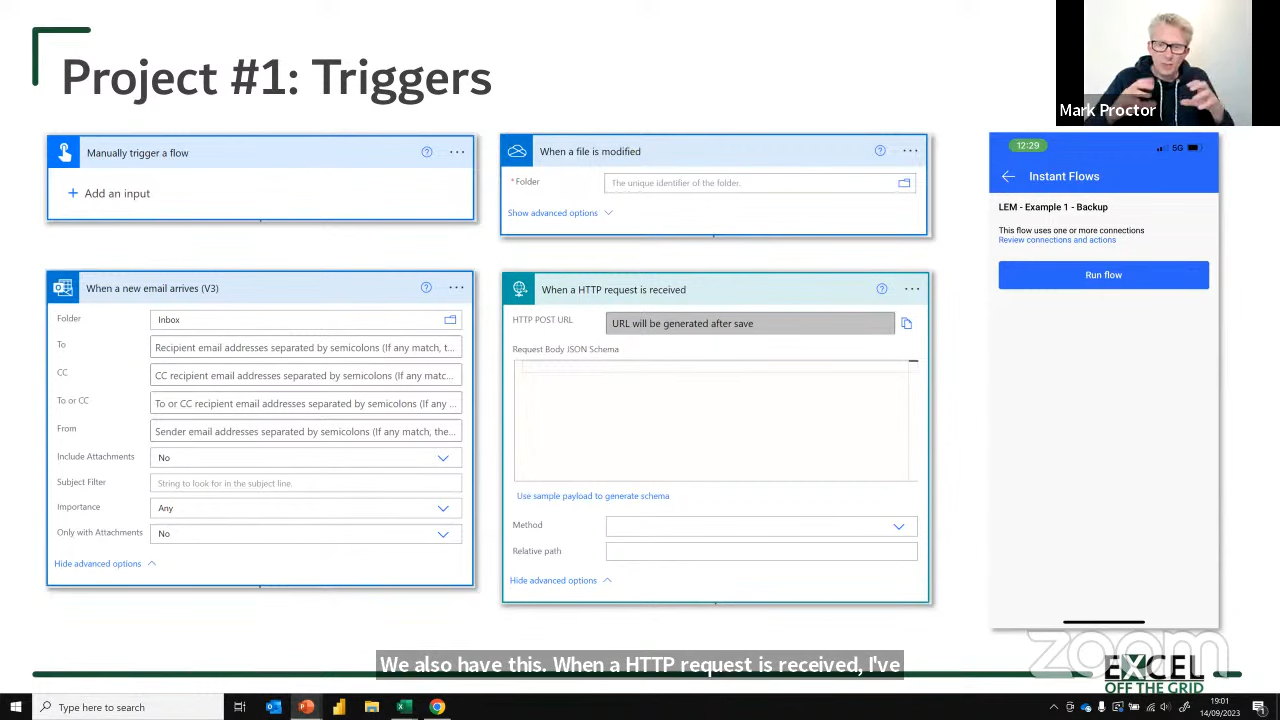 Project #1: Triggers
Mark Proctor
Manually trigger a flow
+ Add an input
When a file is modified
* Folder
The unique identifier of the folder.
Show advanced options
When a new email arrives (V3)
Folder
Inbox
To
Recipient email addresses separated by semicolons (If any match, t...
CC
CC recipient email addresses separated by semicolons (If any matc...
To or CC
To or CC recipient email addresses separated by semicolons (If any ...
From
Sender email addresses separated by semicolons (If any match, the...
Include Attachments
No
Subject Filter
String to look for in the subject line.
Importance
Any
Only with Attachments
No
Hide advanced options
When a HTTP request is received
HTTP POST URL
URL will be generated after save
Request Body JSON Schema
Use sample payload to generate schema
Method
Relative path
Hide advanced options
12:29
5G
Instant Flows
LEM - Example 1 - Backup
This flow uses one or more connections
Review connections and actions
Run flow
We also have this. When a HTTP request is received, I've
zoom
EXCEL
OFF THE GRID
Type here to search
19:01
14/09/2023